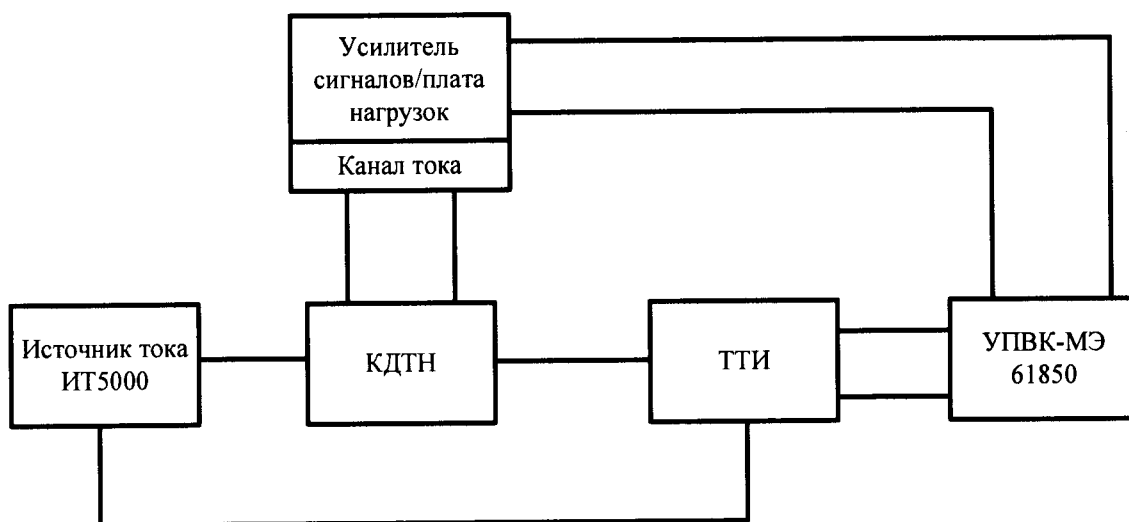 Усилитель
сигналов/плата
нагрузок
Канал тока
Источник тока
ИТ5000
КДТН
ТТИ
УПВК-МЭ
61850